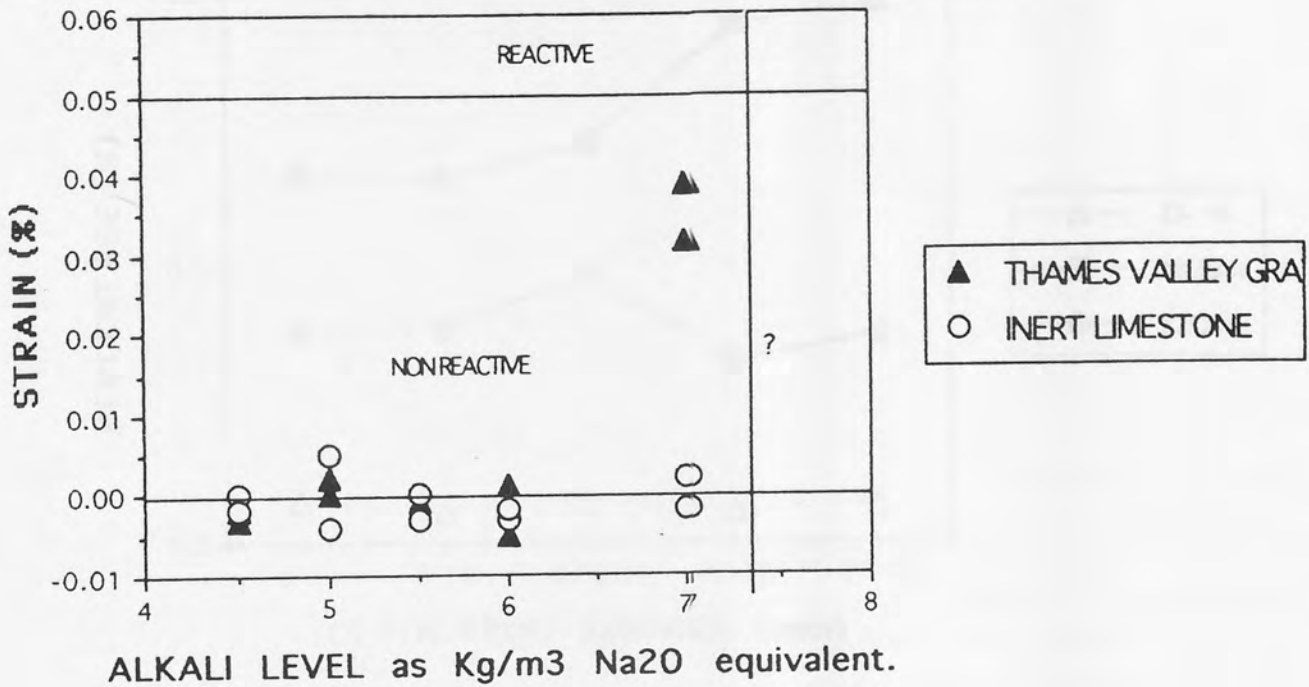 0.06
REACTIVE
0.05
0.04
0.03
0.02
0.01
0.00
-0.01
STRAIN (%)
NON REACTIVE
?
4
5
6
7
8
ALKALI LEVEL as Kg/m3 Na2O equivalent.
THAMES VALLEY GRA
INERT LIMESTONE